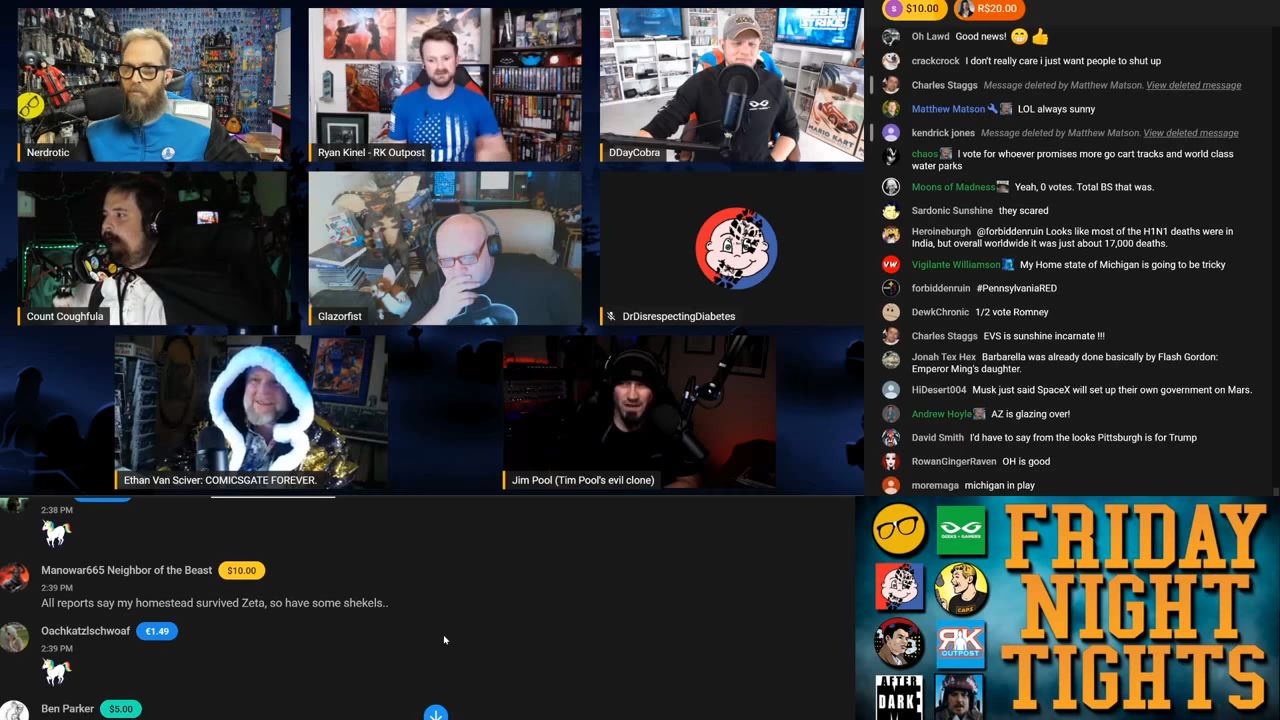 REBEL
STRIKE
MARIO KART
Nerdrotic
Ryan Kinel - RK Outpost
DDayCobra
Count Coughfula
Glazorfist
DrDisrespectingDiabetes
Ethan Van Sciver: COMICSGATE FOREVER.
Jim Pool (Tim Pool's evil clone)
S $10.00 R$20.00
Oh Lawd Good news! 😁 👍
crackcrock I don't really care i just want people to shut up
Charles Staggs Message deleted by Matthew Matson. View deleted message
Matthew Matson LOL always sunny
kendrick jones Message deleted by Matthew Matson. View deleted message
chaos I vote for whoever promises more go cart tracks and world class
water parks
Moons of Madness Yeah, 0 votes. Total BS that was.
Sardonic Sunshine they scared
Heroineburgh @forbiddenruin Looks like most of the H1N1 deaths were in
India, but overall worldwide it was just about 17,000 deaths.
VW Vigilante Williamson My Home state of Michigan is going to be tricky
forbiddenruin #PennsylvaniaRED
DewkChronic 1/2 vote Romney
Charles Staggs EVS is sunshine incarnate !!!
Jonah Tex Hex Barbarella was already done basically by Flash Gordon:
Emperor Ming's daughter.
HiDesert004 Musk just said SpaceX will set up their own government on Mars.
Andrew Hoyle AZ is glazing over!
David Smith I'd have to say from the looks Pittsburgh is for Trump
RowanGingerRaven OH is good
moremaga michigan in play
2:38 PM
🦄
Manowar665 Neighbor of the Beast $10.00
2:39 PM
All reports say my homestead survived Zeta, so have some shekels..
Oachkatzlschwoaf €1.49
2:39 PM
🦄
Ben Parker $5.00
GEEKS + GAMERS
CAPS
RK
OUTPOST
AFTER
DARK
FRIDAY
NIGHT
TIGHTS